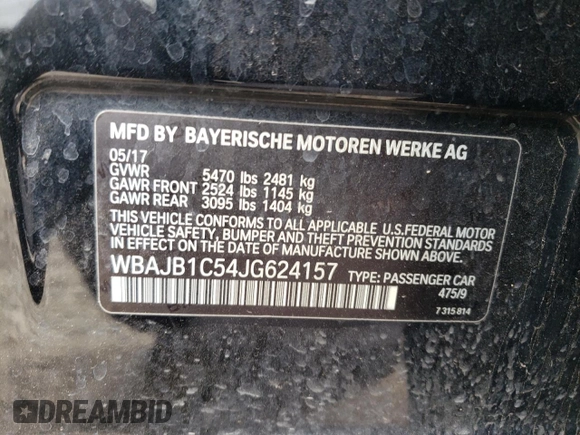 MFD BY BAYERISCHE MOTOREN WERKE AG
05/17
GVWR 5470 lbs 2481 kg
GAWR FRONT 2524 lbs 1145 kg
GAWR REAR 3095 lbs 1404 kg
THIS VEHICLE CONFORMS TO ALL APPLICABLE U.S.FEDERAL MOTOR
VEHICLE SAFETY, BUMPER AND THEFT PREVENTION STANDARDS
IN EFFECT ON THE DATE OF MANUFACTURE SHOWN ABOVE.
WBAJB1C54JG624157 TYPE: PASSENGER CAR
475/9
7 315 814
DREAMBID